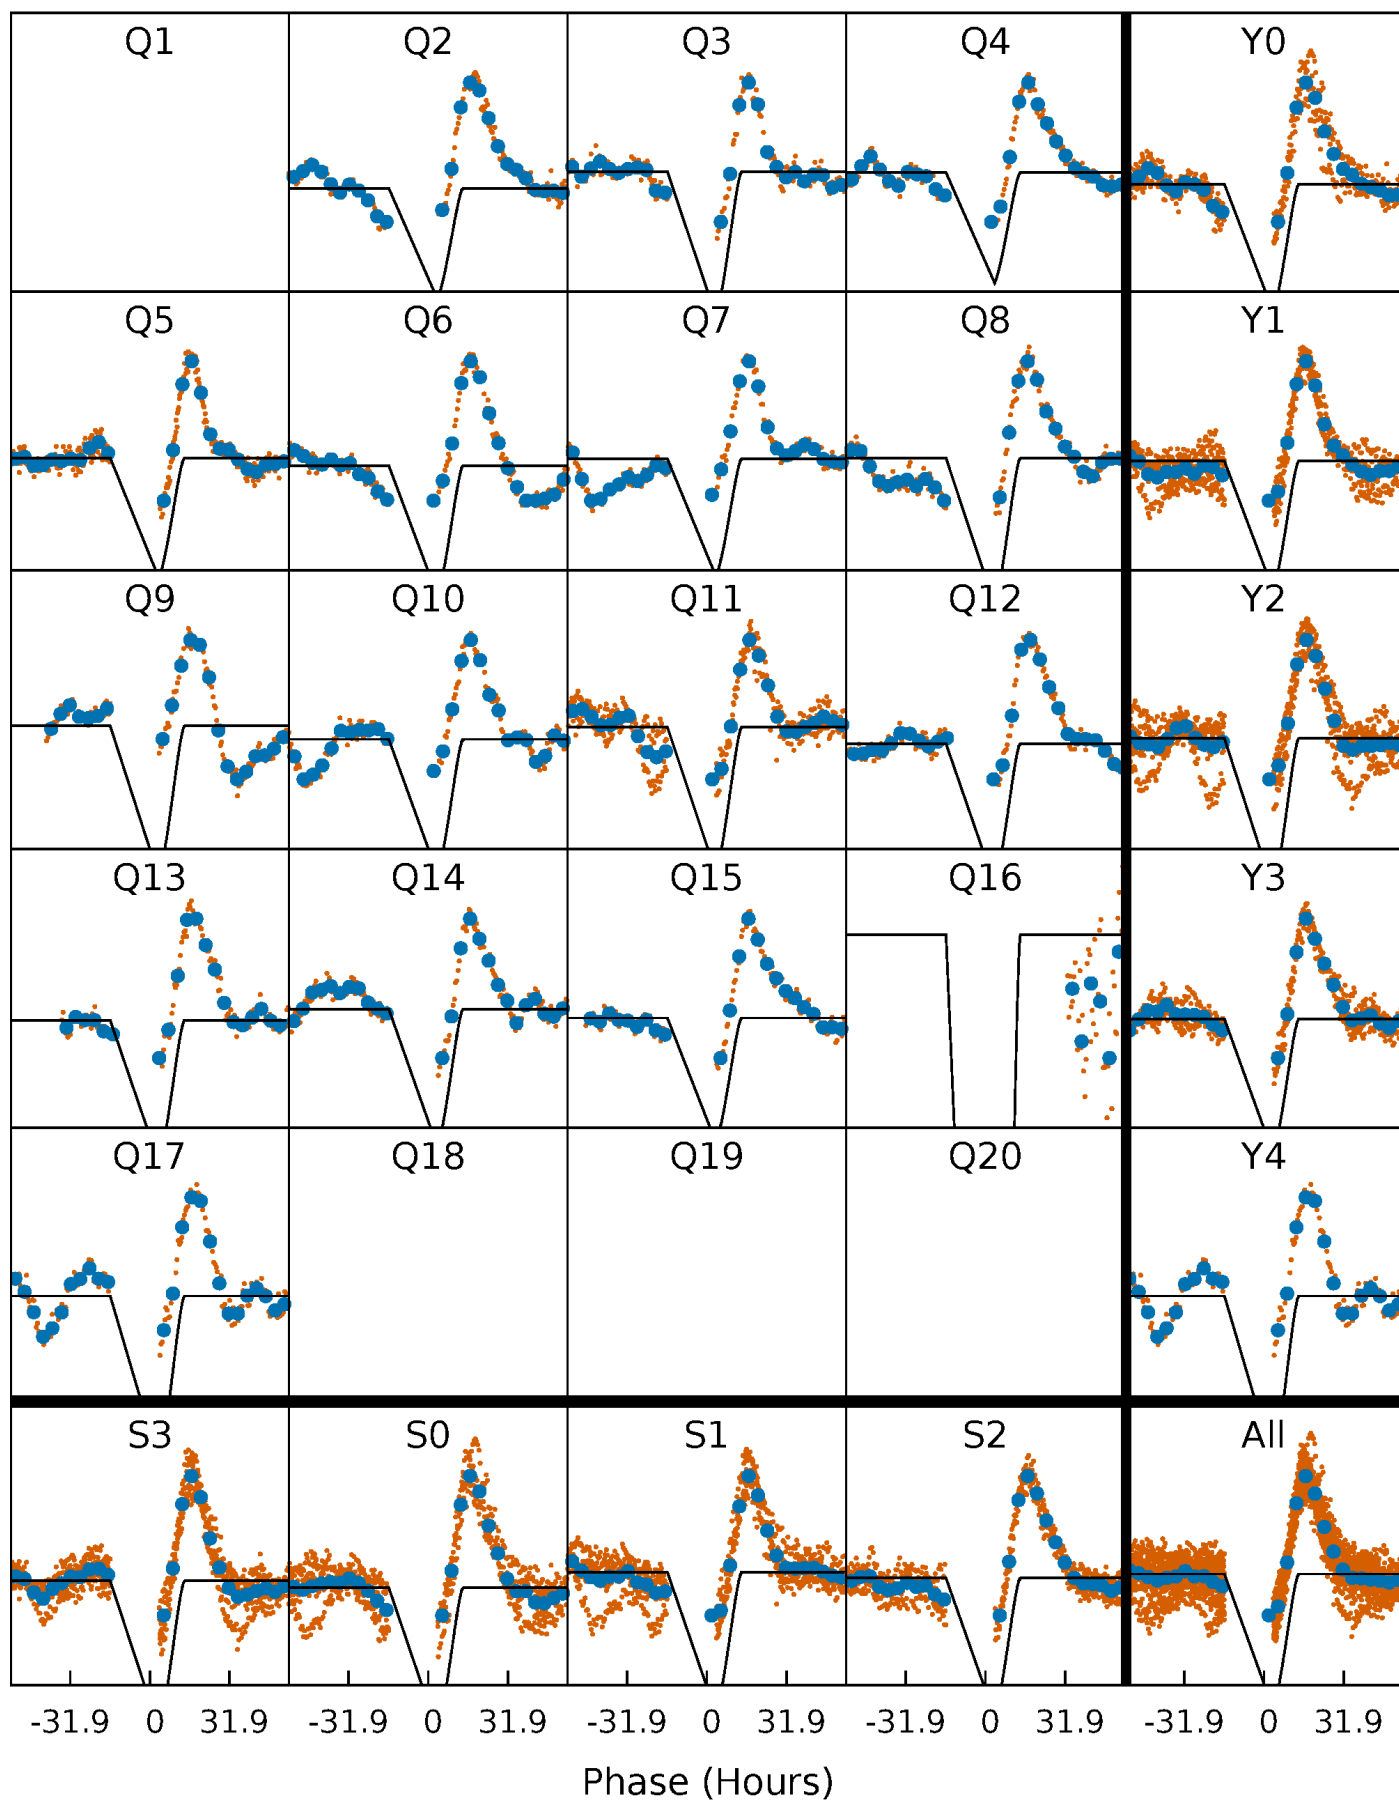 Q1 Q2 Q3 Q4 Y0
Q5 Q6 Q7 Q8 Y1
Q9 Q10 Q11 Q12 Y2
Q13 Q14 Q15 Q16 Y3
Q17 Q18 Q19 Q20 Y4
S3 S0 S1 S2 All
-31.9 0 31.9 -31.9 0 31.9 -31.9 0 31.9 -31.9 0 31.9 -31.9 0 31.9
Phase (Hours)